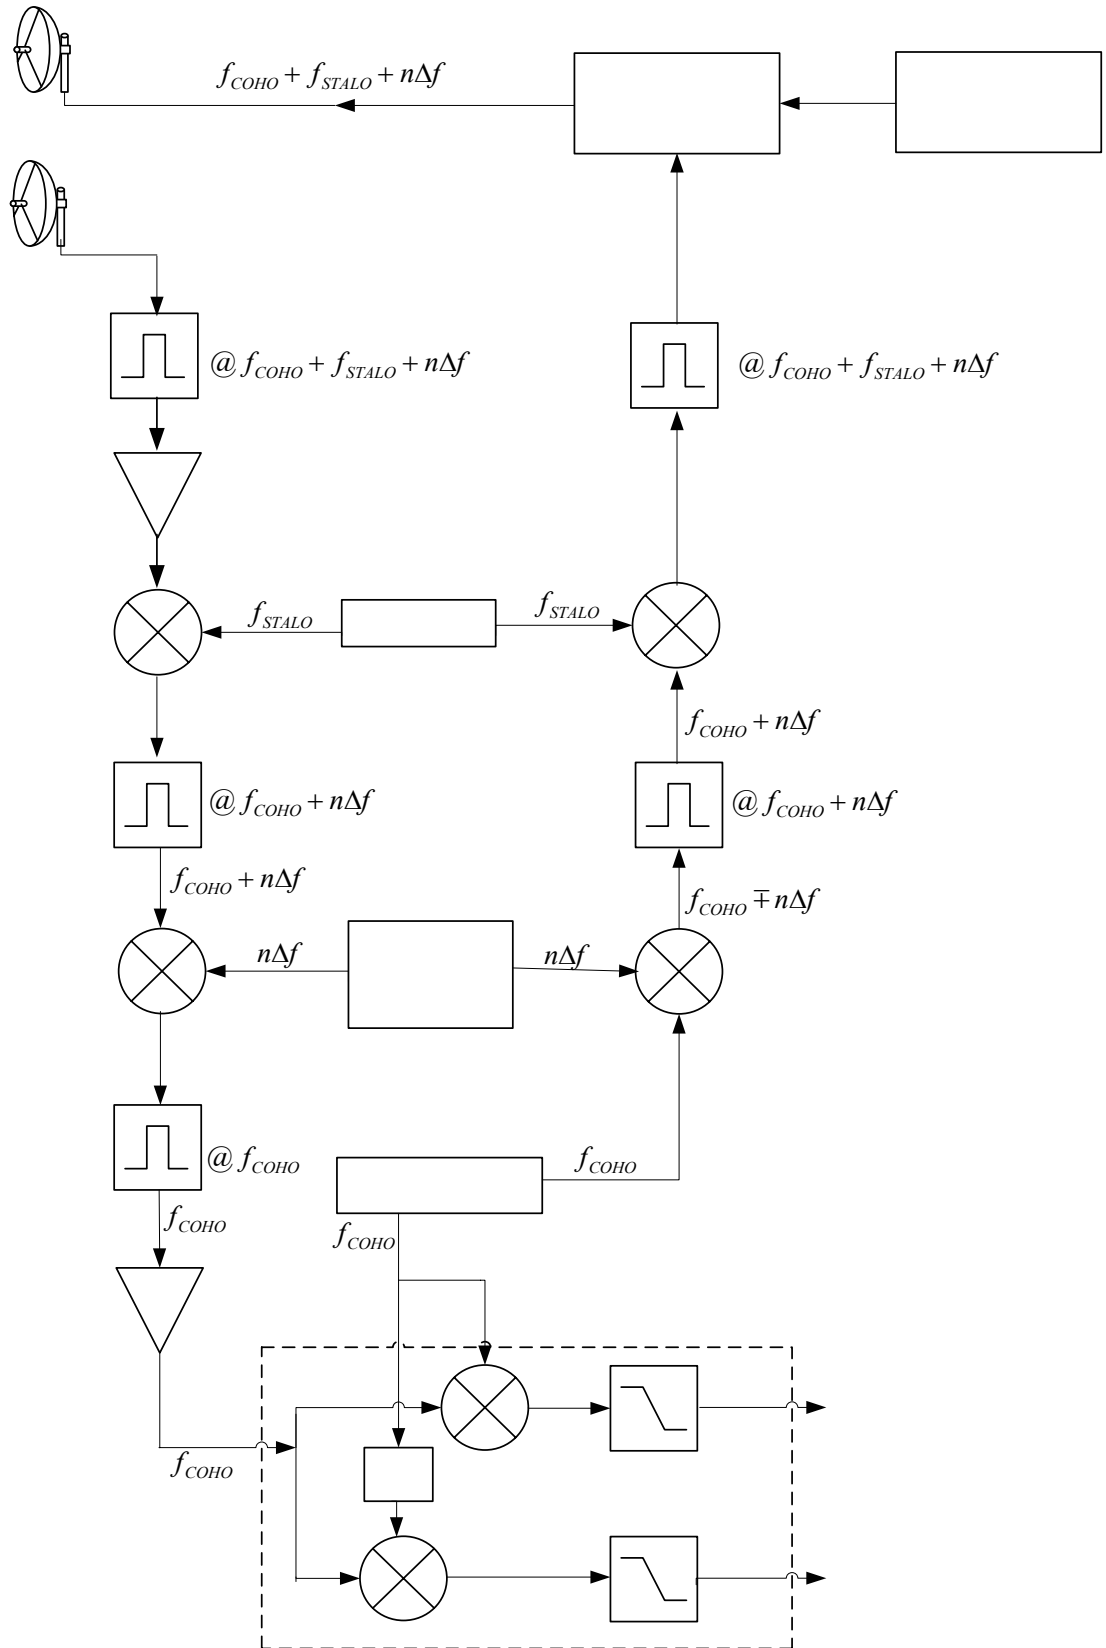 f_COHO + f_STALO + nΔf
@ f_COHO + f_STALO + nΔf
@ f_COHO + f_STALO + nΔf
f_STALO
f_STALO
f_COHO + nΔf
@ f_COHO + nΔf
@ f_COHO + nΔf
f_COHO + nΔf
f_COHO ∓ nΔf
nΔf
nΔf
@ f_COHO
f_COHO
f_COHO
f_COHO
f_COHO